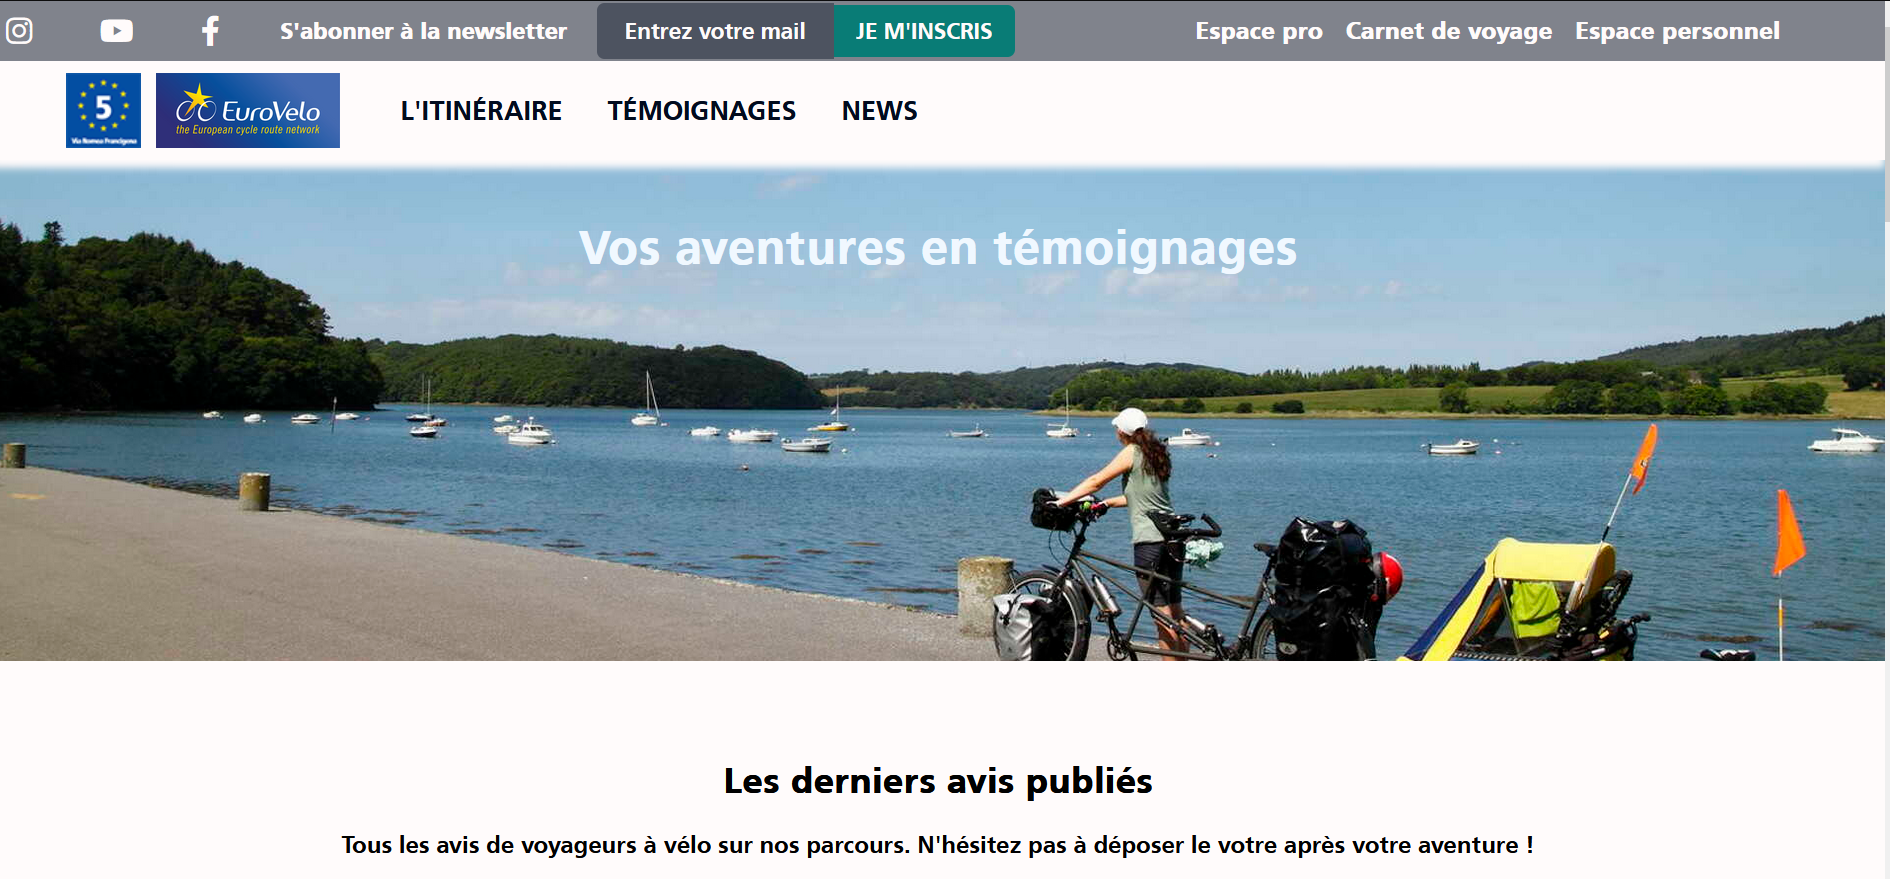 S'abonner à la newsletter Entrez votre mail JE M'INSCRIS Espace pro Carnet de voyage Espace personnel
5
Via Romea Francigena
EuroVelo
the European cycle route network
L'ITINÉRAIRE TÉMOIGNAGES NEWS
Vos aventures en témoignages
Les derniers avis publiés
Tous les avis de voyageurs à vélo sur nos parcours. N'hésitez pas à déposer le votre après votre aventure !